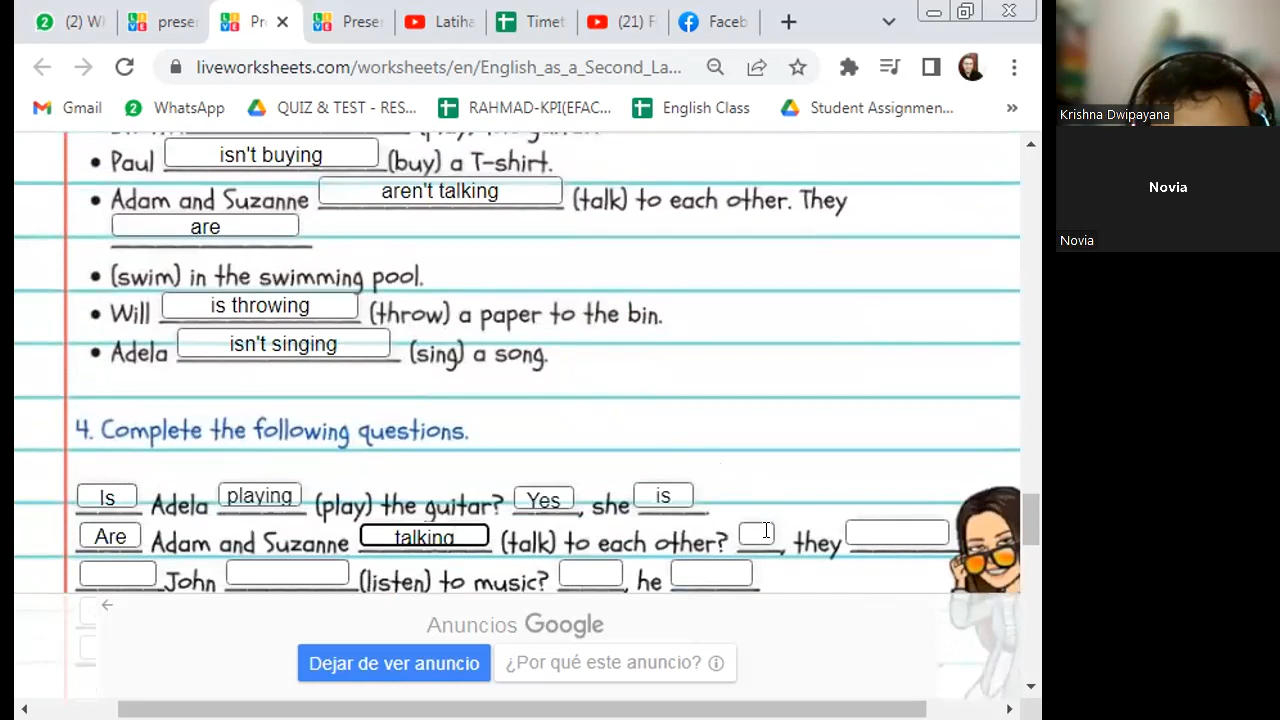 (2) W
prese
Pr
Prese
Latiha
Timet
(21) F
Faceb
liveworksheets.com/worksheets/en/English_as_a_Second_La...
Gmail
WhatsApp
QUIZ & TEST - RES...
RAHMAD-KPI(EFAC...
English Class
Student Assignmen...
»
• Paul isn't buying (buy) a T-shirt.
• Adam and Suzanne aren't talking (talk) to each other. They
are
• (swim) in the swimming pool.
• Will is throwing (throw) a paper to the bin.
• Adela isn't singing (sing) a song.
4. Complete the following questions.
Is Adela playing (play) the guitar? Yes, she is.
Are Adam and Suzanne talking (talk) to each other? , they
John (listen) to music? , he
Anuncios Google
Dejar de ver anuncio
¿Por qué este anuncio?
Krishna Dwipayana
Novia
Novia